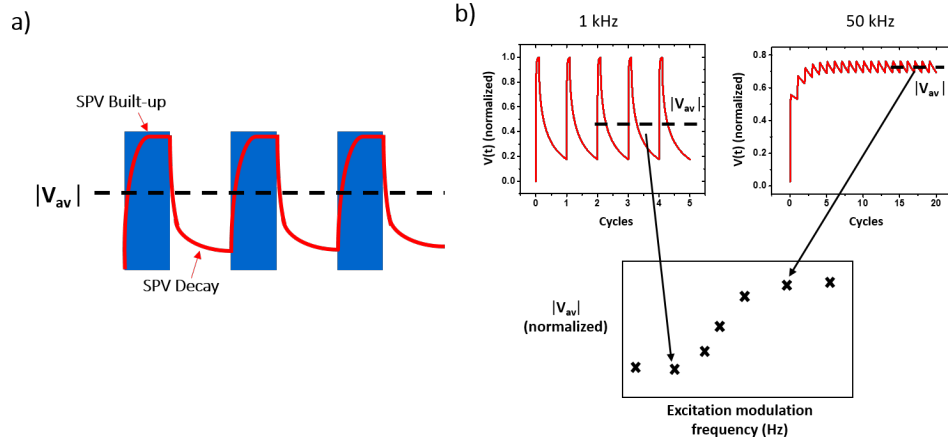 a)
SPV Built-up
|Vav|
SPV Decay
b)
1 kHz
V(t) (normalized)
1.0
0.8
0.6
0.4
0.2
0.0
|Vav|
0 1 2 3 4 5
Cycles
50 kHz
V(t) (normalized)
0.8
0.6
0.4
0.2
0.0
|Vav|
0 5 10 15 20
Cycles
|Vav|
(normalized)
Excitation modulation
frequency (Hz)